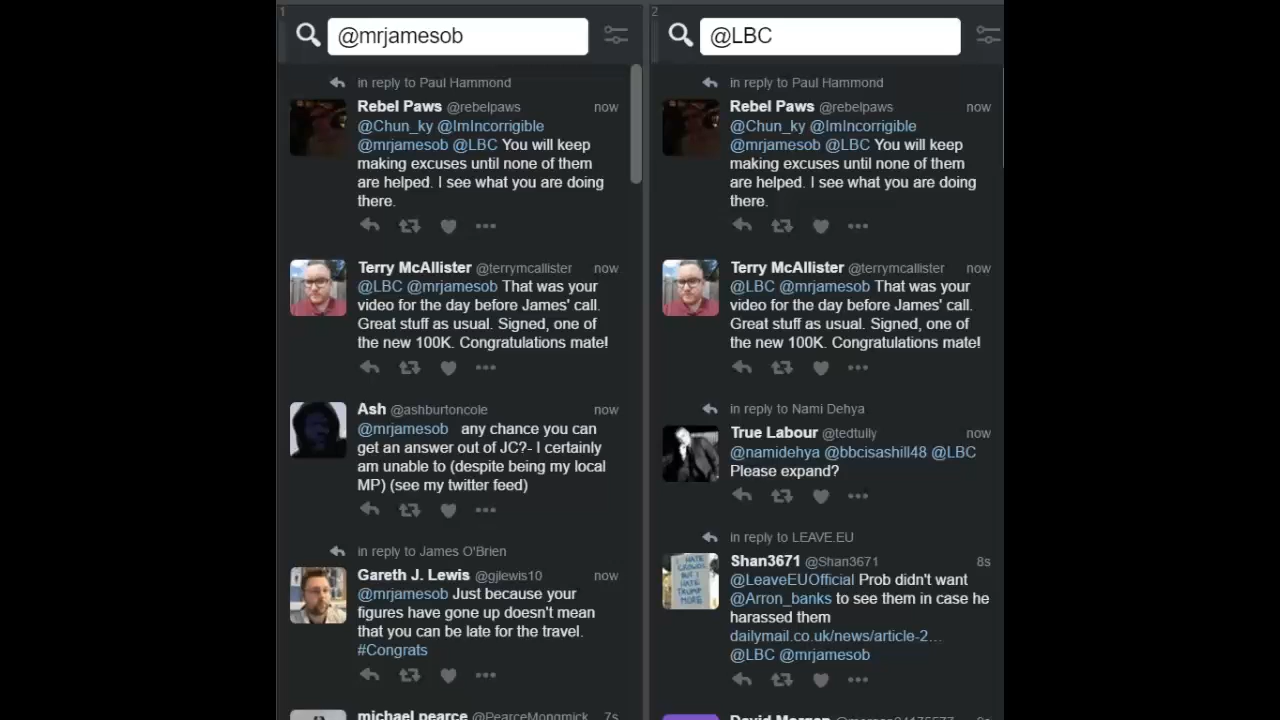 1
@mrjamesob
in reply to Paul Hammond
Rebel Paws @rebelpaws now
@Chun_ky @ImIncorrigible
@mrjamesob @LBC You will keep
making excuses until none of them
are helped. I see what you are doing
there.
Terry McAllister @terrymcallister now
@LBC @mrjamesob That was your
video for the day before James' call.
Great stuff as usual. Signed, one of
the new 100K. Congratulations mate!
Ash @ashburtoncole now
@mrjamesob any chance you can
get an answer out of JC?- I certainly
am unable to (despite being my local
MP) (see my twitter feed)
in reply to James O'Brien
Gareth J. Lewis @gjlewis10 now
@mrjamesob Just because your
figures have gone up doesn't mean
that you can be late for the travel.
#Congrats
michael pearce @PearceMongmick 7s
2
@LBC
in reply to Paul Hammond
Rebel Paws @rebelpaws now
@Chun_ky @ImIncorrigible
@mrjamesob @LBC You will keep
making excuses until none of them
are helped. I see what you are doing
there.
Terry McAllister @terrymcallister now
@LBC @mrjamesob That was your
video for the day before James' call.
Great stuff as usual. Signed, one of
the new 100K. Congratulations mate!
in reply to Nami Dehya
True Labour @tedtully now
@namidehya @bbcisashill48 @LBC
Please expand?
in reply to LEAVE.EU
Shan3671 @Shan3671 8s
I HATE
CROWDS
BUT I
HATE
TRUMP
MORE
@LeaveEUOfficial Prob didn't want
@Arron_banks to see them in case he
harassed them
dailymail.co.uk/news/article-2…
@LBC @mrjamesob
David Morgan